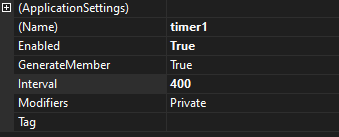 (ApplicationSettings)
(Name) timer1
Enabled True
GenerateMember True
Interval 400
Modifiers Private
Tag